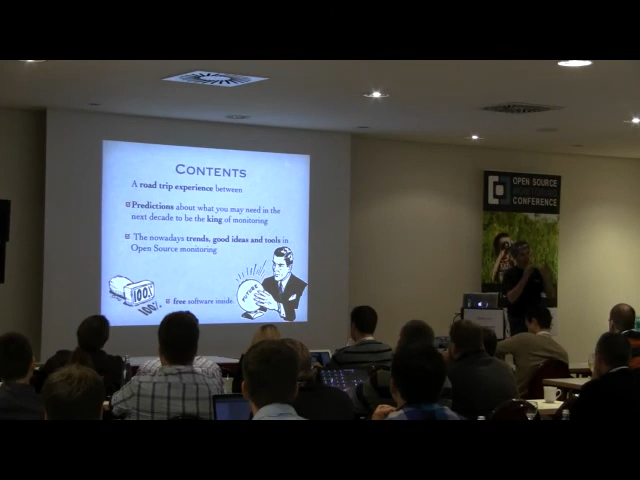 CONTENTS
A road trip experience between
Predictions about what you may need in the
next decade to be the king of monitoring
The nowadays trends, good ideas and tools in
Open Source monitoring
100%
FUTURE
100%
free software inside
OPEN SOURCE
MONITORING
CONFERENCE